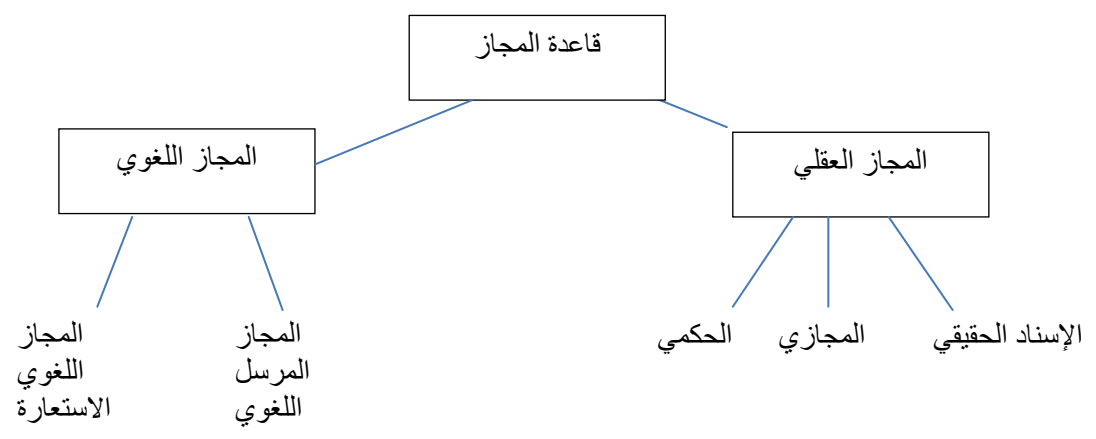 قاعدة المجاز
المجاز العقلي
المجاز اللغوي
الإسناد الحقيقي
المجازي
الحكمي
المجاز
المرسل
اللغوي
المجاز
اللغوي
الاستعارة